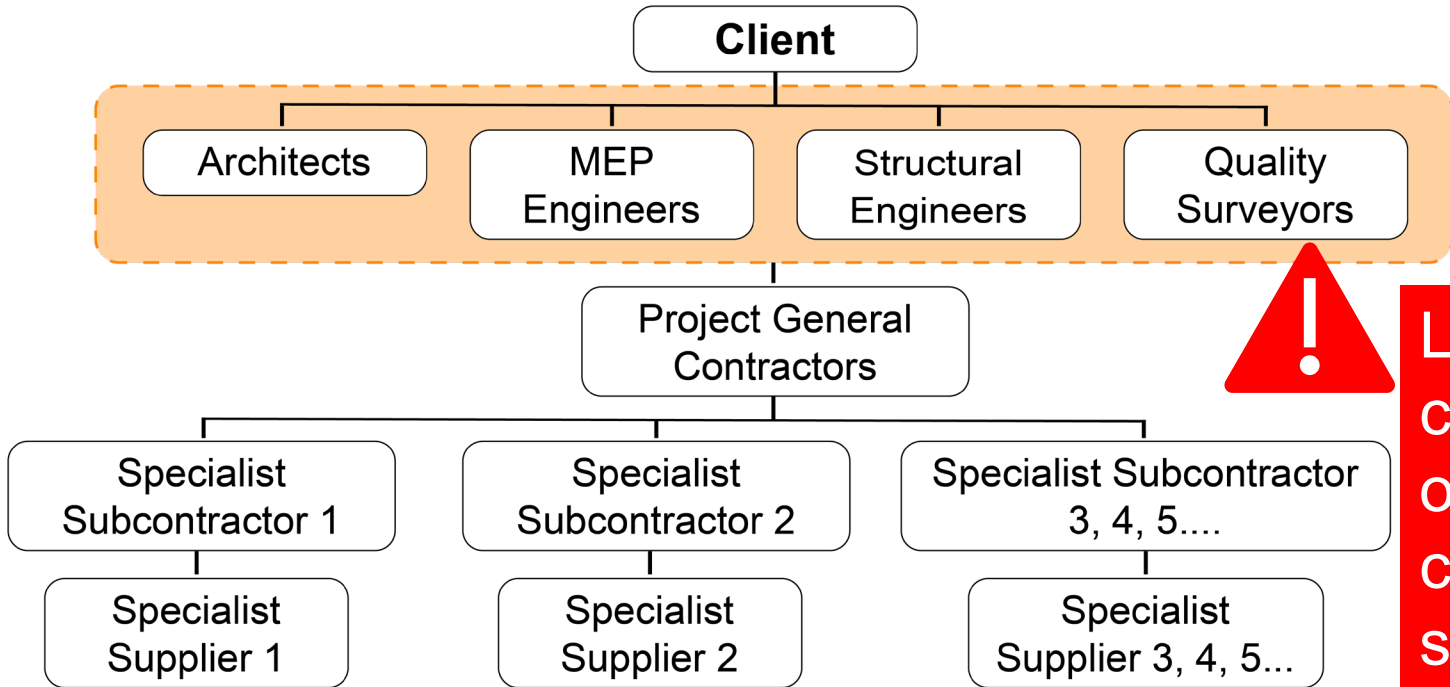 Client
Architects
MEP
Engineers
Structural
Engineers
Quality
Surveyors
Project General
Contractors
Specialist
Subcontractor 1
Specialist
Subcontractor 2
Specialist Subcontractor
3, 4, 5....
Specialist
Supplier 1
Specialist
Supplier 2
Specialist
Supplier 3, 4, 5...